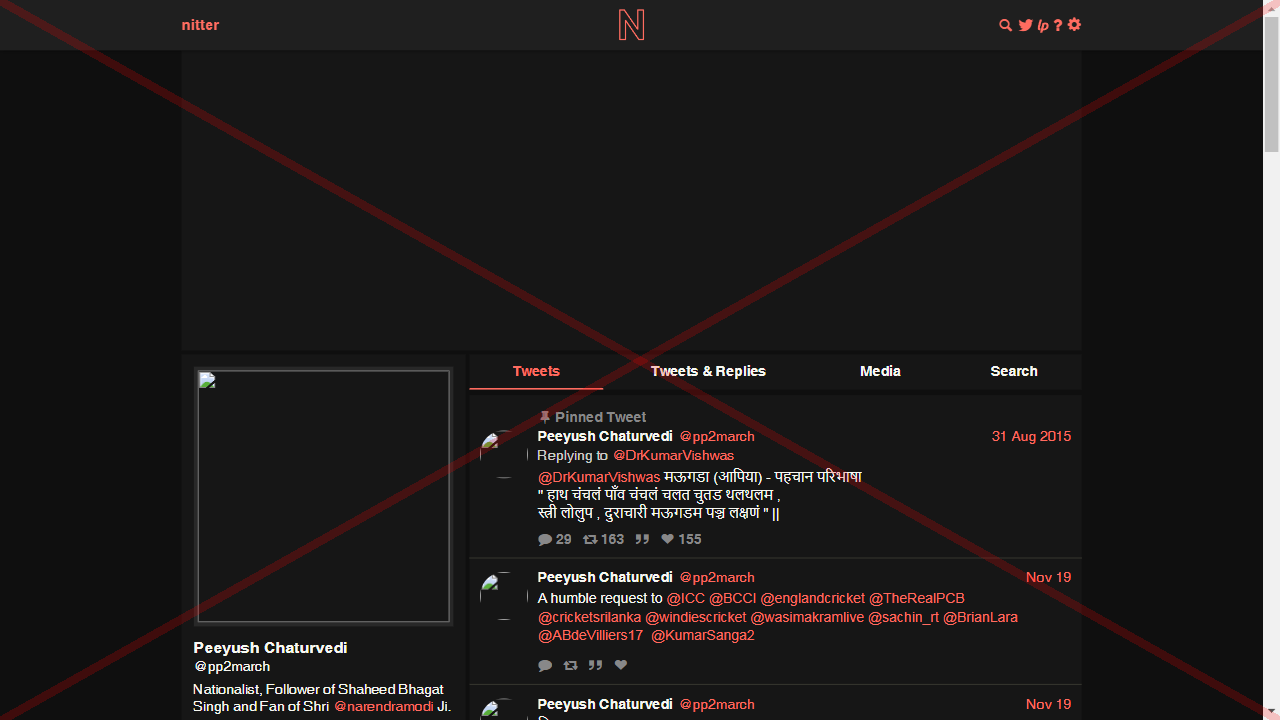 nitter
N
lp ?
Tweets
Tweets & Replies
Media
Search
Pinned Tweet
Peeyush Chaturvedi @pp2march 31 Aug 2015
Replying to @DrKumarVishwas
@DrKumarVishwas मऊगडा (आपिया) - पहचान परिभाषा
" हाथ चंचलं पाँव चंचलं चलत चुतड थलथलम ,
स्त्री लोलुप , दुराचारी मऊगडम पञ्च लक्षणं " ||
29 163 155
Peeyush Chaturvedi @pp2march Nov 19
A humble request to @ICC @BCCI @englandcricket @TheRealPCB
@cricketsrilanka @windiescricket @wasimakramlive @sachin_rt @BrianLara
@ABdeVilliers17 @KumarSanga2
Peeyush Chaturvedi @pp2march Nov 19
Peeyush Chaturvedi
@pp2march
Nationalist, Follower of Shaheed Bhagat
Singh and Fan of Shri @narendramodi Ji.